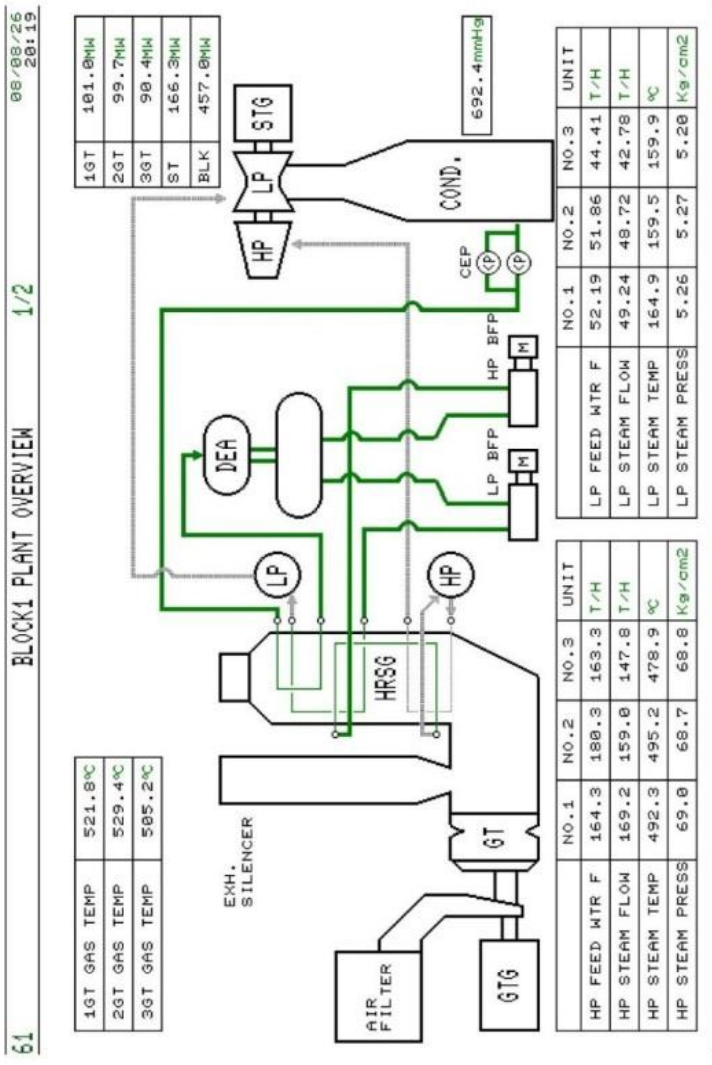 61 BLOCK1 PLANT OVERVIEW 1/2 08/08/26
20:19
1GT GAS TEMP 521.8℃
2GT GAS TEMP 529.4℃
3GT GAS TEMP 505.2℃
1GT 101.0MW
2GT 99.7MW
3GT 90.4MW
ST 166.3MW
BLK 457.0MW
EXH.
SILENCER
AIR
FILTER
GTG
GT
HRSG
LP
HP
DEA
LP BFP
M
HP BFP
M
CEP
P
P
HP
LP
STG
COND.
692.4mmHg
NO.1 NO.2 NO.3 UNIT
HP FEED WTR F 164.3 180.3 163.3 T/H
HP STEAM FLOW 169.2 159.0 147.8 T/H
HP STEAM TEMP 492.3 495.2 478.9 ℃
HP STEAM PRESS 69.0 68.7 68.8 Kg/cm2
NO.1 NO.2 NO.3 UNIT
LP FEED WTR F 52.19 51.86 44.41 T/H
LP STEAM FLOW 49.24 48.72 42.78 T/H
LP STEAM TEMP 164.9 159.5 159.9 ℃
LP STEAM PRESS 5.26 5.27 5.20 Kg/cm2